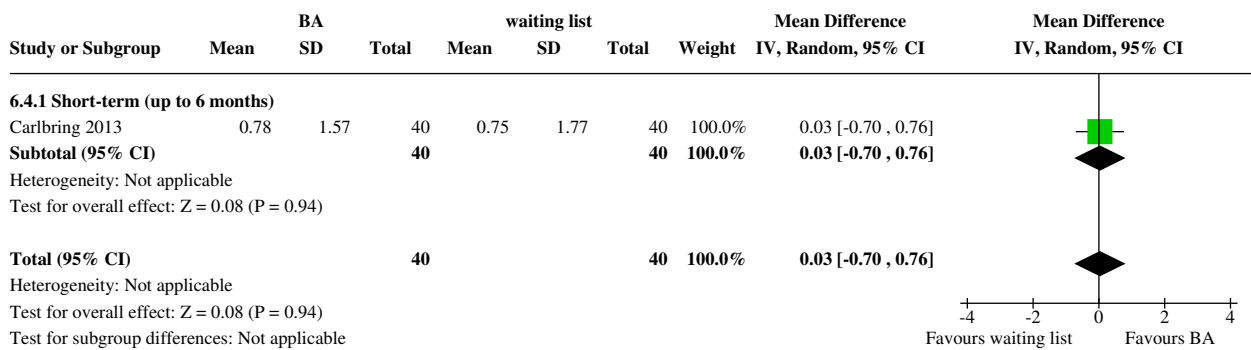 BA waiting list Mean Difference Mean Difference
Study or Subgroup Mean SD Total Mean SD Total Weight IV, Random, 95% CI IV, Random, 95% CI
6.4.1 Short-term (up to 6 months)
Carlbring 2013 0.78 1.57 40 0.75 1.77 40 100.0% 0.03 [-0.70 , 0.76]
Subtotal (95% CI) 40 40 100.0% 0.03 [-0.70 , 0.76]
Heterogeneity: Not applicable
Test for overall effect: Z = 0.08 (P = 0.94)
Total (95% CI) 40 40 100.0% 0.03 [-0.70 , 0.76]
Heterogeneity: Not applicable
Test for overall effect: Z = 0.08 (P = 0.94)
Test for subgroup differences: Not applicable
-4 -2 0 2 4
Favours waiting list Favours BA